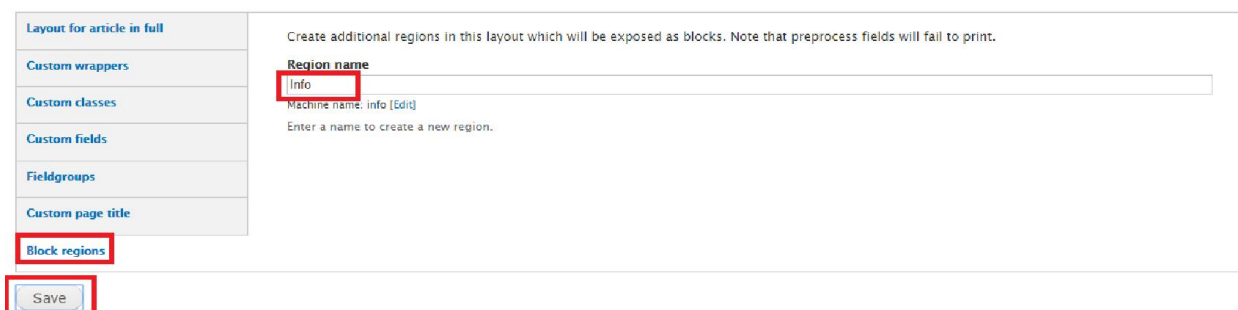 Layout for article in full
Custom wrappers
Custom classes
Custom fields
Fieldgroups
Custom page title
Block regions
Create additional regions in this layout which will be exposed as blocks. Note that preprocess fields will fail to print.
Region name
Info
Machine name: info [Edit]
Enter a name to create a new region.
Save